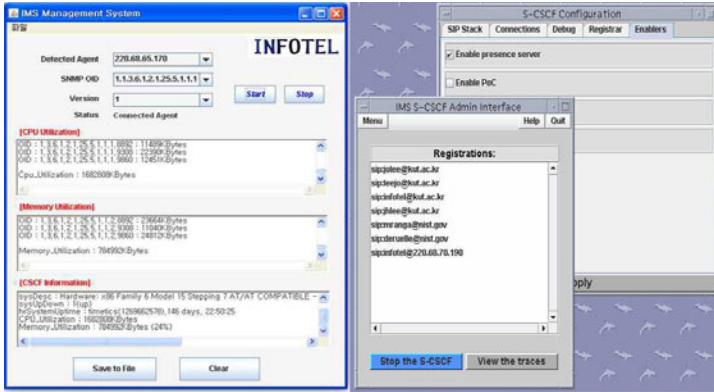 IMS Management System
파일
INFOTEL
Detected Agent 220.68.65.170
SNMP OID 1.1.3.6.1.2.1.25.5.1.1.1
Version 1
Start Stop
Status Connected Agent
[CPU Utilization]
OID : 1,3,6,1,2,1,25,5,1,1,1,8892 : 11489KBytes
OID : 1,3,6,1,2,1,25,5,1,1,1,9308 : 22390KBytes
OID : 1,3,6,1,2,1,25,5,1,1,1,9860 : 12451KBytes
Cpu_Utilization : 1682808KBytes
[Memory Utilization]
OID : 1,3,6,1,2,1,25,5,1,1,2,8892 : 23664KBytes
OID : 1,3,6,1,2,1,25,5,1,1,2,9308 : 11040KBytes
OID : 1,3,6,1,2,1,25,5,1,1,2,9860 : 24812KBytes
Memory_Utilization : 784992KBytes
[CSCF Information]
sysDesc : Hardware: x86 Family 6 Model 15 Stepping 7 AT/AT COMPATIBLE -
sysUpDown : 1(up)
hrSystemUptime : timetics(1269662578),146 days, 22:50:25
CPU_Utilization : 1682808KBytes
Memory_Utilization : 784992KBytes (24%)
Save to File Clear
S-CSCF Configuration
SIP Stack Connections Debug Registrar Enablers
Enable presence server
Enable PoC
IMS S-CSCF Admin Interface
Menu Help Quit
Registrations:
sip:jolee@kut.ac.kr
sip:leejo@kut.ac.kr
sip:infotel@kut.ac.kr
sip:jhlee@kut.ac.kr
sip:mranga@nist.gov
sip:deruelle@nist.gov
sip:infotel@220.68.70.190
Stop the S-CSCF View the traces